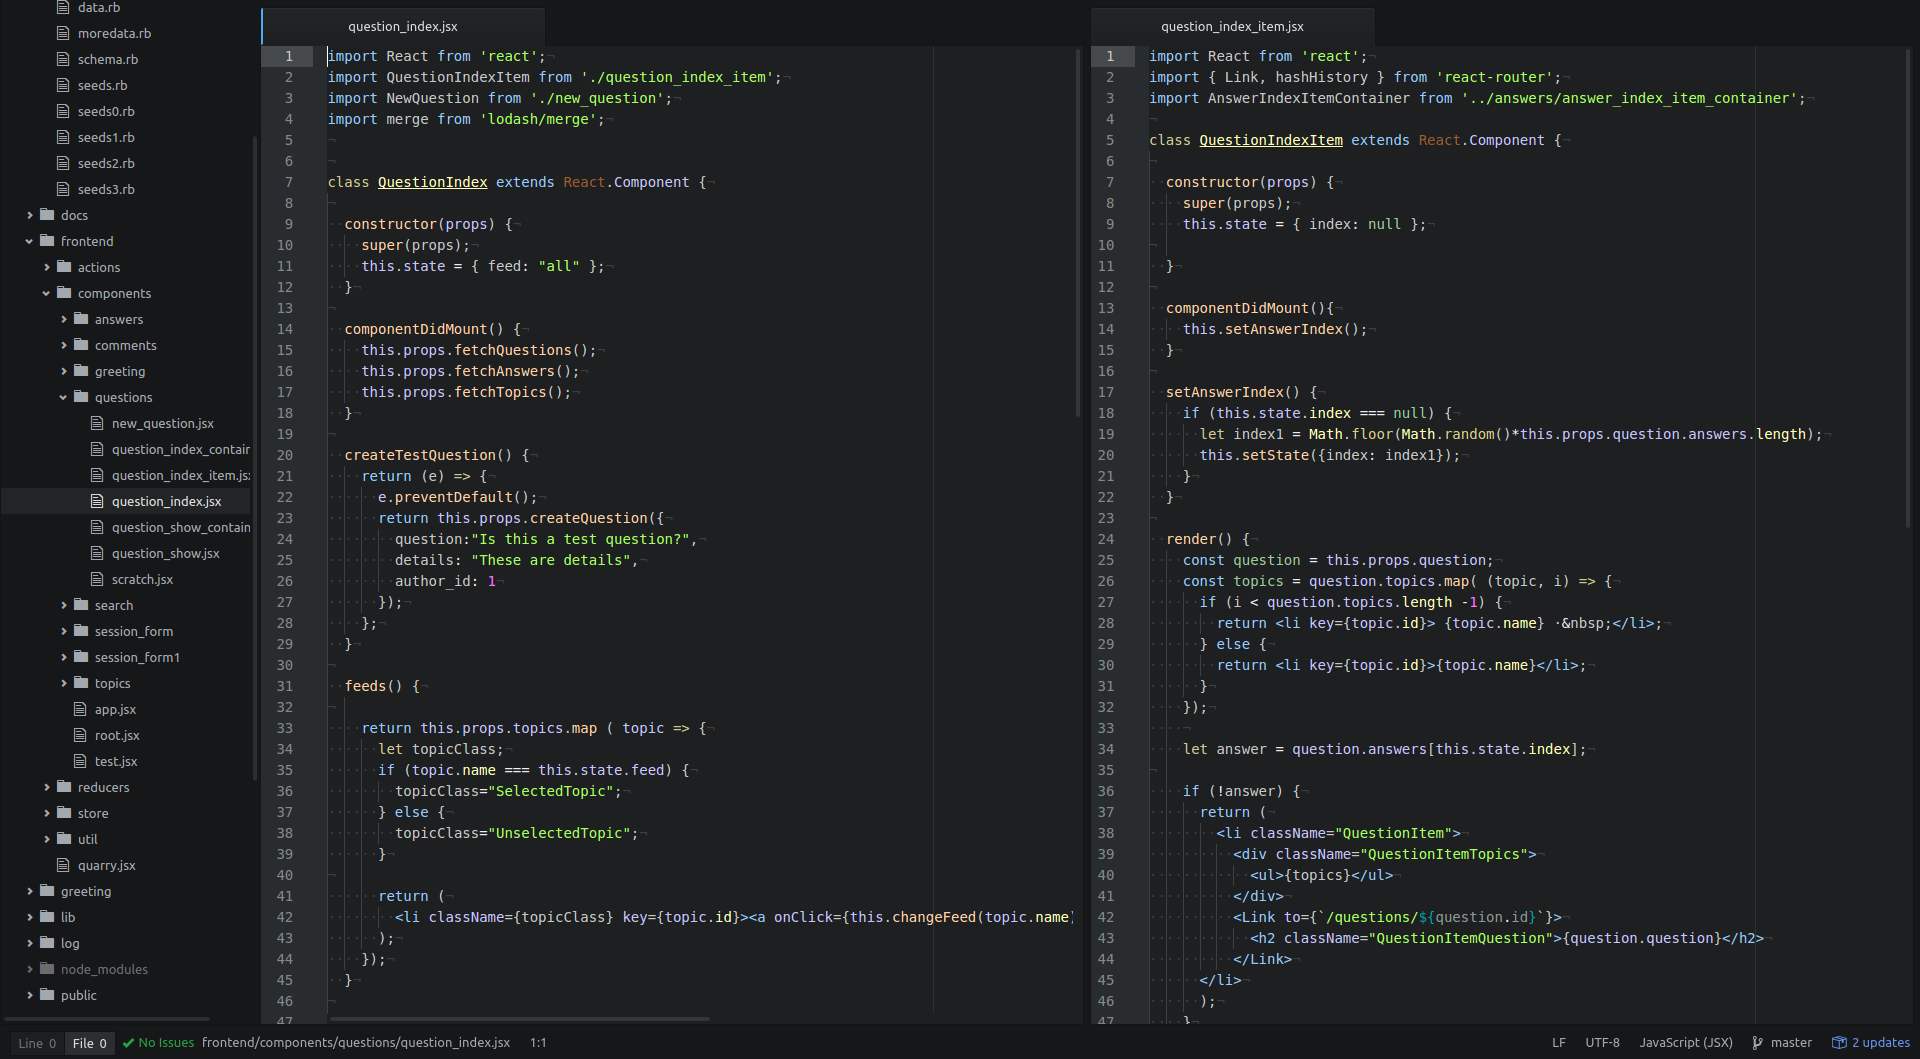 data.rb
moredata.rb
schema.rb
seeds.rb
seeds0.rb
seeds1.rb
seeds2.rb
seeds3.rb
docs
frontend
actions
components
answers
comments
greeting
questions
new_question.jsx
question_index_contain
question_index_item.jsx
question_index.jsx
question_show_contain
question_show.jsx
scratch.jsx
search
session_form
session_form1
topics
app.jsx
root.jsx
test.jsx
reducers
store
util
quarry.jsx
greeting
lib
log
node_modules
public
question_index.jsx
1 import React from 'react';
2 import QuestionIndexItem from './question_index_item';
3 import NewQuestion from './new_question';
4 import merge from 'lodash/merge';
5
6
7 class QuestionIndex extends React.Component {
8
9 constructor(props) {
10 super(props);
11 this.state = { feed: "all" };
12 }
13
14 componentDidMount() {
15 this.props.fetchQuestions();
16 this.props.fetchAnswers();
17 this.props.fetchTopics();
18 }
19
20 createTestQuestion() {
21 return (e) => {
22 e.preventDefault();
23 return this.props.createQuestion({
24 question:"Is this a test question?",
25 details: "These are details",
26 author_id: 1
27 });
28 };
29 }
30
31 feeds() {
32
33 return this.props.topics.map ( topic => {
34 let topicClass;
35 if (topic.name === this.state.feed) {
36 topicClass="SelectedTopic";
37 } else {
38 topicClass="UnselectedTopic";
39 }
40
41 return (
42 <li className={topicClass} key={topic.id}><a onClick={this.changeFeed(topic.name)
43 );
44 });
45 }
46
47
question_index_item.jsx
1 import React from 'react';
2 import { Link, hashHistory } from 'react-router';
3 import AnswerIndexItemContainer from '../answers/answer_index_item_container';
4
5 class QuestionIndexItem extends React.Component {
6
7 constructor(props) {
8 super(props);
9 this.state = { index: null };
10
11 }
12
13 componentDidMount(){
14 this.setAnswerIndex();
15 }
16
17 setAnswerIndex() {
18 if (this.state.index === null) {
19 let index1 = Math.floor(Math.random()*this.props.question.answers.length);
20 this.setState({index: index1});
21 }
22 }
23
24 render() {
25 const question = this.props.question;
26 const topics = question.topics.map( (topic, i) => {
27 if (i < question.topics.length -1) {
28 return <li key={topic.id}> {topic.name} ·&nbsp;</li>;
29 } else {
30 return <li key={topic.id}>{topic.name}</li>;
31 }
32 });
33
34 let answer = question.answers[this.state.index];
35
36 if (!answer) {
37 return (
38 <li className="QuestionItem">
39 <div className="QuestionItemTopics">
40 <ul>{topics}</ul>
41 </div>
42 <Link to={`/questions/${question.id}`}>
43 <h2 className="QuestionItemQuestion">{question.question}</h2>
44 </Link>
45 </li>
46 );
47 }
Line 0 File 0 No Issues frontend/components/questions/question_index.jsx 1:1 LF UTF-8 JavaScript (JSX) master 2 updates